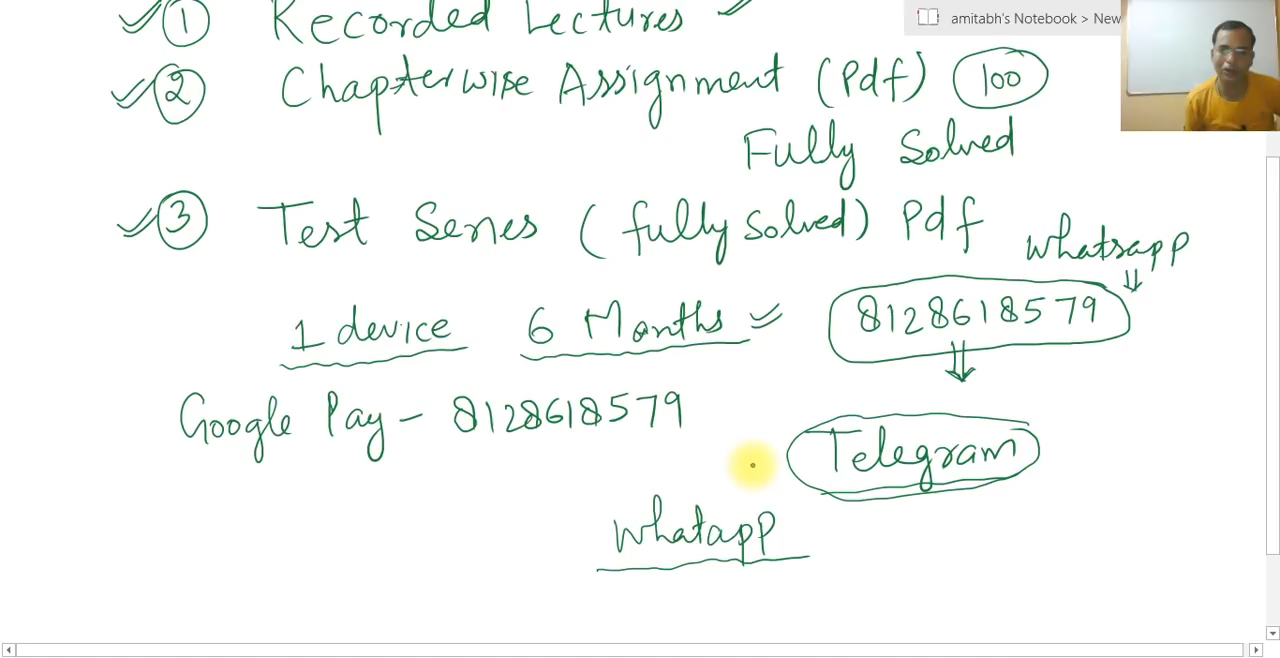 amitabh's Notebook > New
1 Recorded Lectures
2 Chapterwise Assignment (Pdf) 100
Fully Solved
3 Test Series (fully solved) Pdf
whatsapp
1 device 6 Months 8128618579
Google Pay - 8128618579
Telegram
whatapp